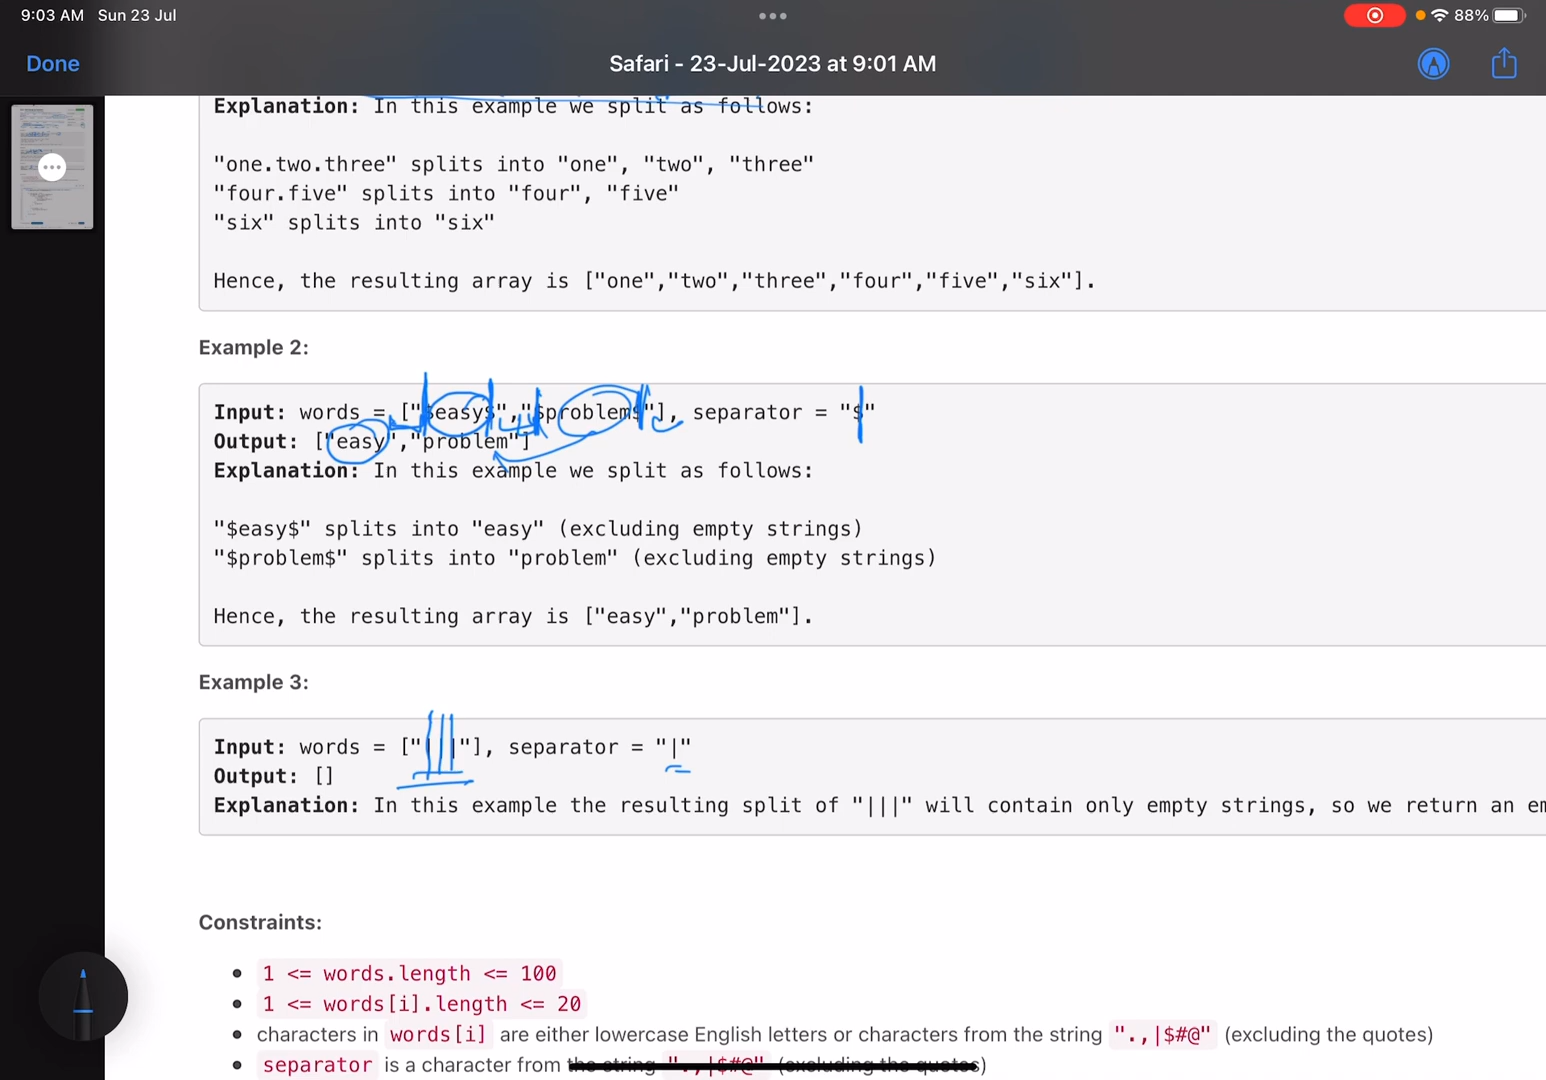 9:03 AM Sun 23 Jul
88%
Done
Safari - 23-Jul-2023 at 9:01 AM
Explanation: In this example we split as follows:
"one.two.three" splits into "one", "two", "three"
"four.five" splits into "four", "five"
"six" splits into "six"
Hence, the resulting array is ["one","two","three","four","five","six"].
Example 2:
Input: words = ["$easy$","$problem$"], separator = "$"
Output: ["easy","problem"]
Explanation: In this example we split as follows:
"$easy$" splits into "easy" (excluding empty strings)
"$problem$" splits into "problem" (excluding empty strings)
Hence, the resulting array is ["easy","problem"].
Example 3:
Input: words = ["|||"], separator = "|"
Output: []
Explanation: In this example the resulting split of "|||" will contain only empty strings, so we return an em
Constraints:
1 <= words.length <= 100
1 <= words[i].length <= 20
characters in words[i] are either lowercase English letters or characters from the string ".,|$#@" (excluding the quotes)
separator is a character from the string ".,|$#@" (excluding the quotes)